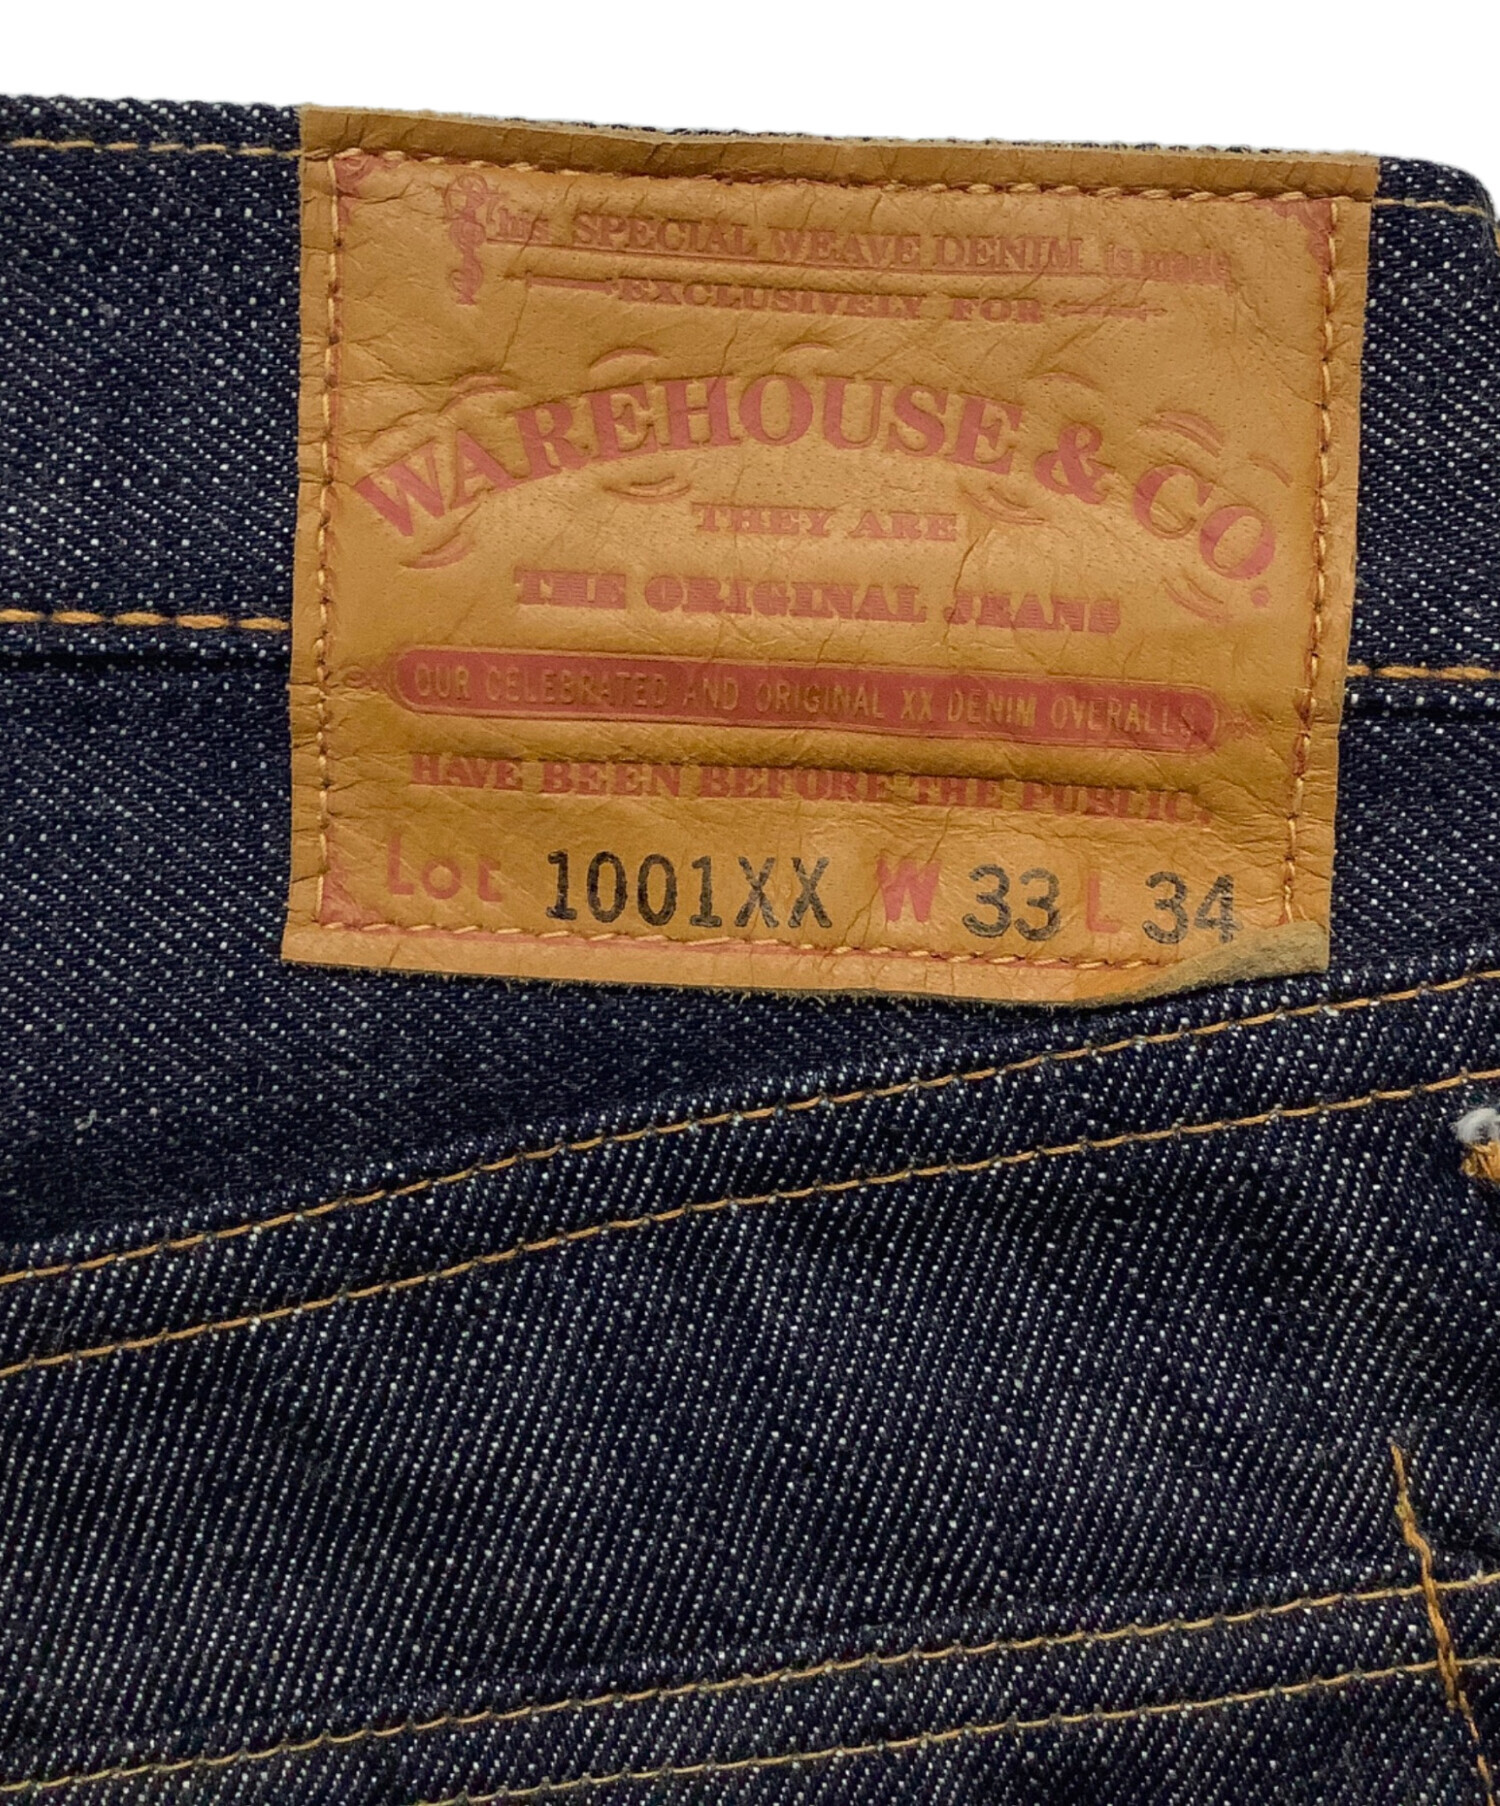 This SPECIAL WEAVE DENIM is made
EXCLUSIVELY FOR
WAREHOUSE & CO.
THEY ARE
THE ORIGINAL JEANS
OUR CELEBRATED AND ORIGINAL XX DENIM OVERALLS
HAVE BEEN BEFORE THE PUBLIC.
Lot 1001XX W 33 L 34